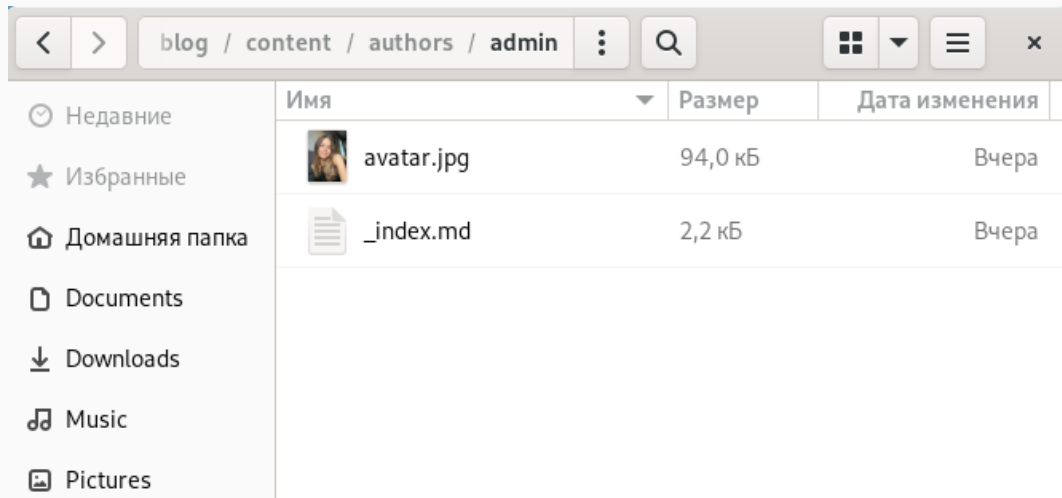 blog / content / authors / admin
Имя Размер Дата изменения
Недавние
avatar.jpg 94,0 кБ Вчера
Избранные
_index.md 2,2 кБ Вчера
Домашняя папка
Documents
Downloads
Music
Pictures